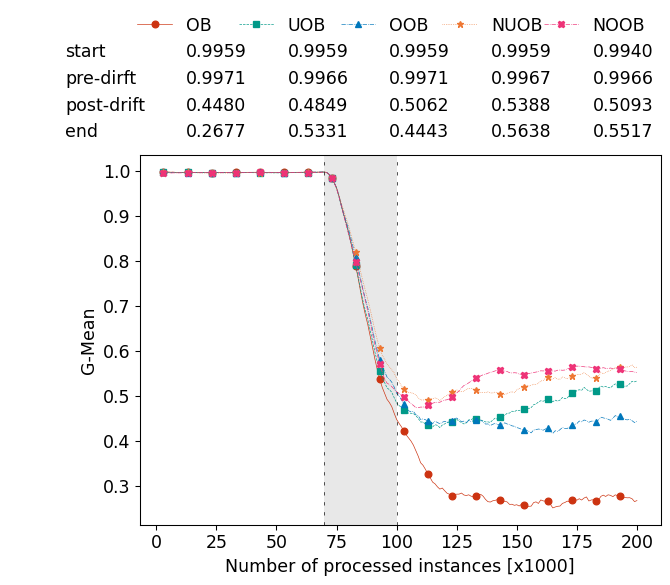 OB UOB OOB NUOB NOOB
start 0.9959 0.9959 0.9959 0.9959 0.9940
pre-dirft 0.9971 0.9966 0.9971 0.9967 0.9966
post-drift 0.4480 0.4849 0.5062 0.5388 0.5093
end 0.2677 0.5331 0.4443 0.5638 0.5517
1.0
0.9
0.8
0.7
0.6
0.5
0.4
0.3
G-Mean
0 25 50 75 100 125 150 175 200
Number of processed instances [x1000]